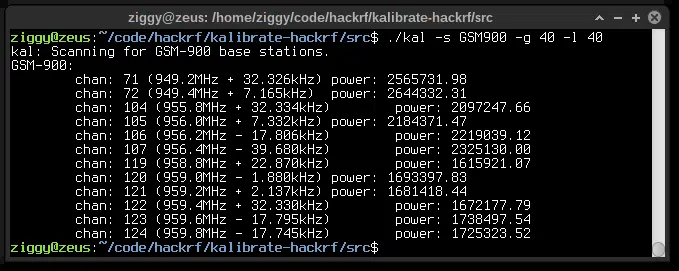 ziggy@zeus: /home/ziggy/code/hackrf/kalibrate-hackrf/src
ziggy@zeus:~/code/hackrf/kalibrate-hackrf/src$ ./kal -s GSM900 -g 40 -l 40
kal: Scanning for GSM-900 base stations.
GSM-900:
chan: 71 (949.2MHz + 32.326kHz) power: 2565731.98
chan: 72 (949.4MHz + 7.165kHz) power: 2644332.31
chan: 104 (955.8MHz + 32.334kHz) power: 2097247.66
chan: 105 (956.0MHz + 7.332kHz) power: 2184371.47
chan: 106 (956.2MHz - 17.806kHz) power: 2219039.12
chan: 107 (956.4MHz - 39.680kHz) power: 2325130.00
chan: 119 (958.8MHz + 22.870kHz) power: 1615921.07
chan: 120 (959.0MHz - 1.880kHz) power: 1693397.83
chan: 121 (959.2MHz + 2.137kHz) power: 1681418.44
chan: 122 (959.4MHz + 32.330kHz) power: 1672177.79
chan: 123 (959.6MHz - 17.795kHz) power: 1738497.54
chan: 124 (959.8MHz - 17.745kHz) power: 1725323.52
ziggy@zeus:~/code/hackrf/kalibrate-hackrf/src$